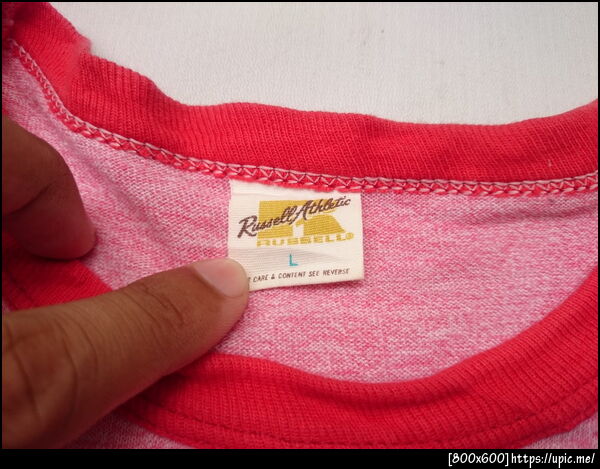 Russell Athletic
RUSSELL®
L
CARE & CONTENT SEE REVERSE
[800x600]https://upic.me/